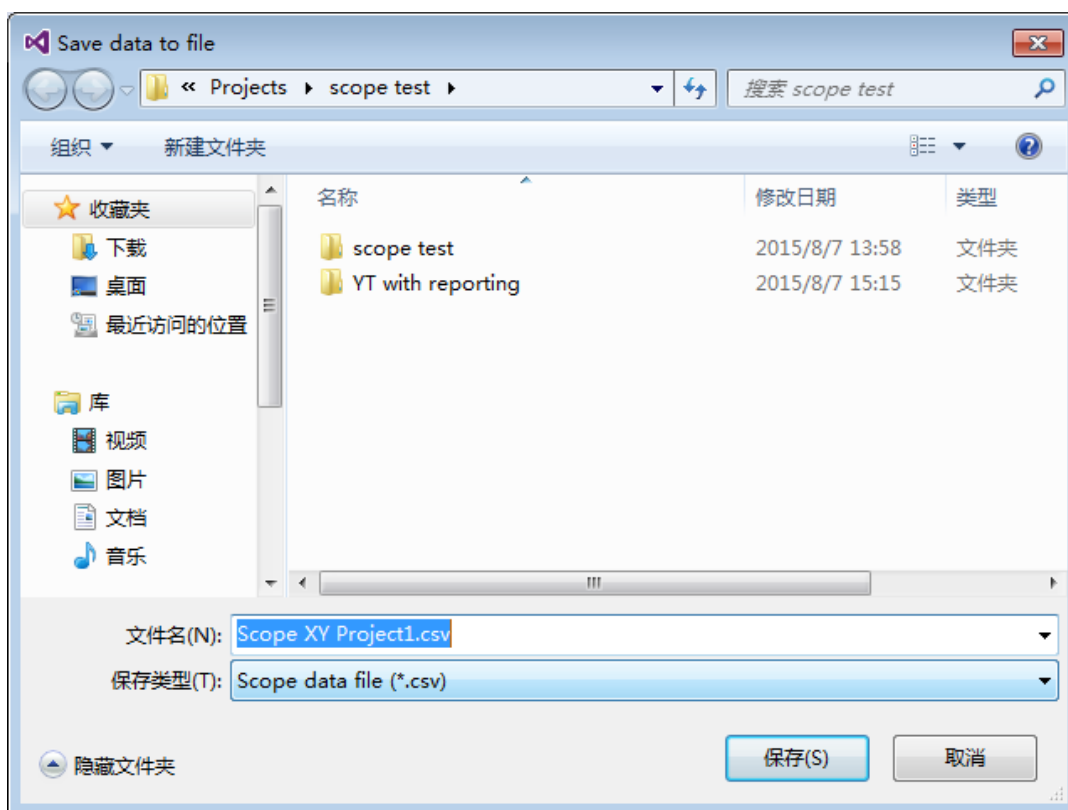 Save data to file
« Projects scope test
搜索 scope test
组织
新建文件夹
名称 修改日期 类型
收藏夹
下载
桌面
最近访问的位置
库
视频
图片
文档
音乐
scope test 2015/8/7 13:58 文件夹
YT with reporting 2015/8/7 15:15 文件夹
文件名(N): Scope XY Project1.csv
保存类型(T): Scope data file (*.csv)
隐藏文件夹
保存(S)
取消